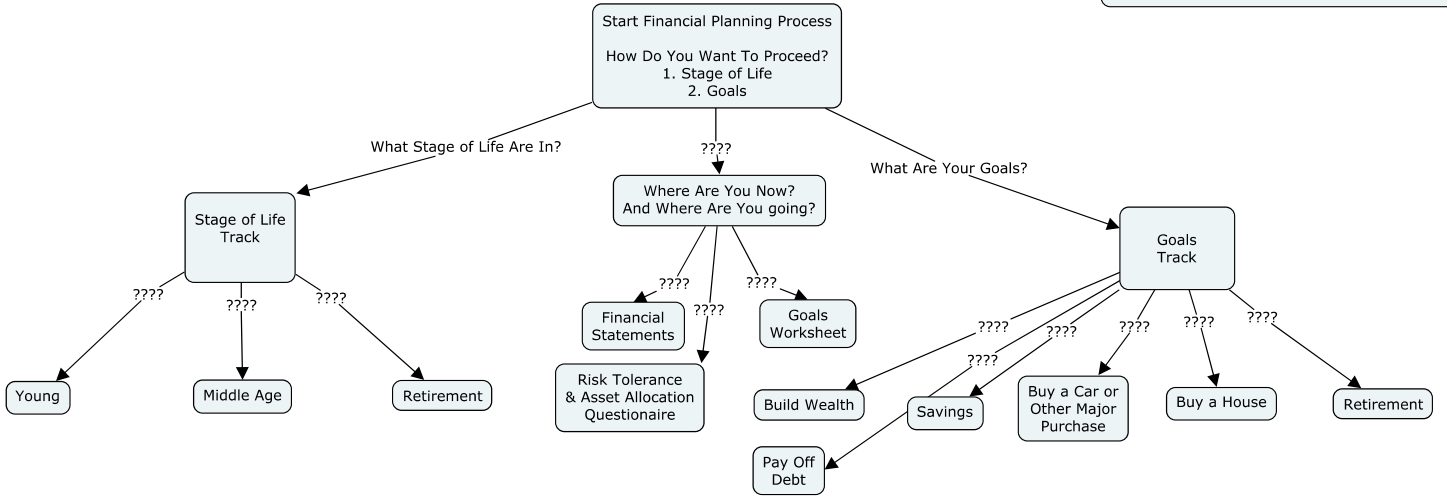 Start Financial Planning Process
How Do You Want To Proceed?
1. Stage of Life
2. Goals
What Stage of Life Are In?
????
What Are Your Goals?
Stage of Life
Track
Where Are You Now?
And Where Are You going?
Goals
Track
????
????
????
????
????
????
????
????
????
????
????
????
Financial
Statements
Goals
Worksheet
Risk Tolerance
& Asset Allocation
Questionaire
Young
Middle Age
Retirement
Build Wealth
Pay Off
Debt
Savings
Buy a Car or
Other Major
Purchase
Buy a House
Retirement